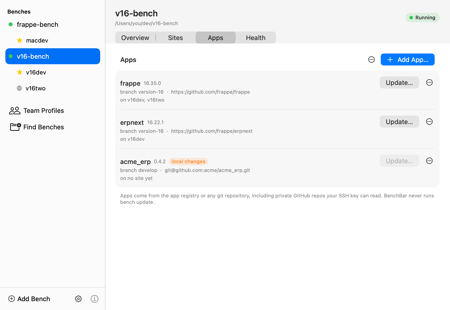 Benches
frappe-bench
macdev
v16-bench
v16dev
v16two
Team Profiles
Find Benches
Add Bench
v16-bench
/Users/you/dev/v16-bench
Running
Overview
Sites
Apps
Health
Apps
Add App...
frappe 16.35.0
branch version-16 · https://github.com/frappe/frappe
on v16dev, v16two
Update...
erpnext 16.22.1
branch version-16 · https://github.com/frappe/erpnext
on v16dev
Update...
acme_erp 0.4.2 local changes
branch develop · git@github.com:acme/acme_erp.git
on no site yet
Update...
Apps come from the app registry or any git repository, including private GitHub repos your SSH key can read. BenchBar never runs
bench update.